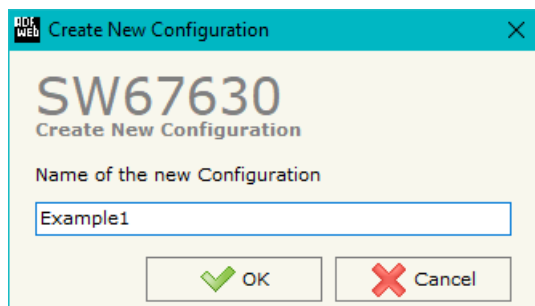 ADF
WEB Create New Configuration
SW67630
Create New Configuration
Name of the new Configuration
Example1
OK Cancel